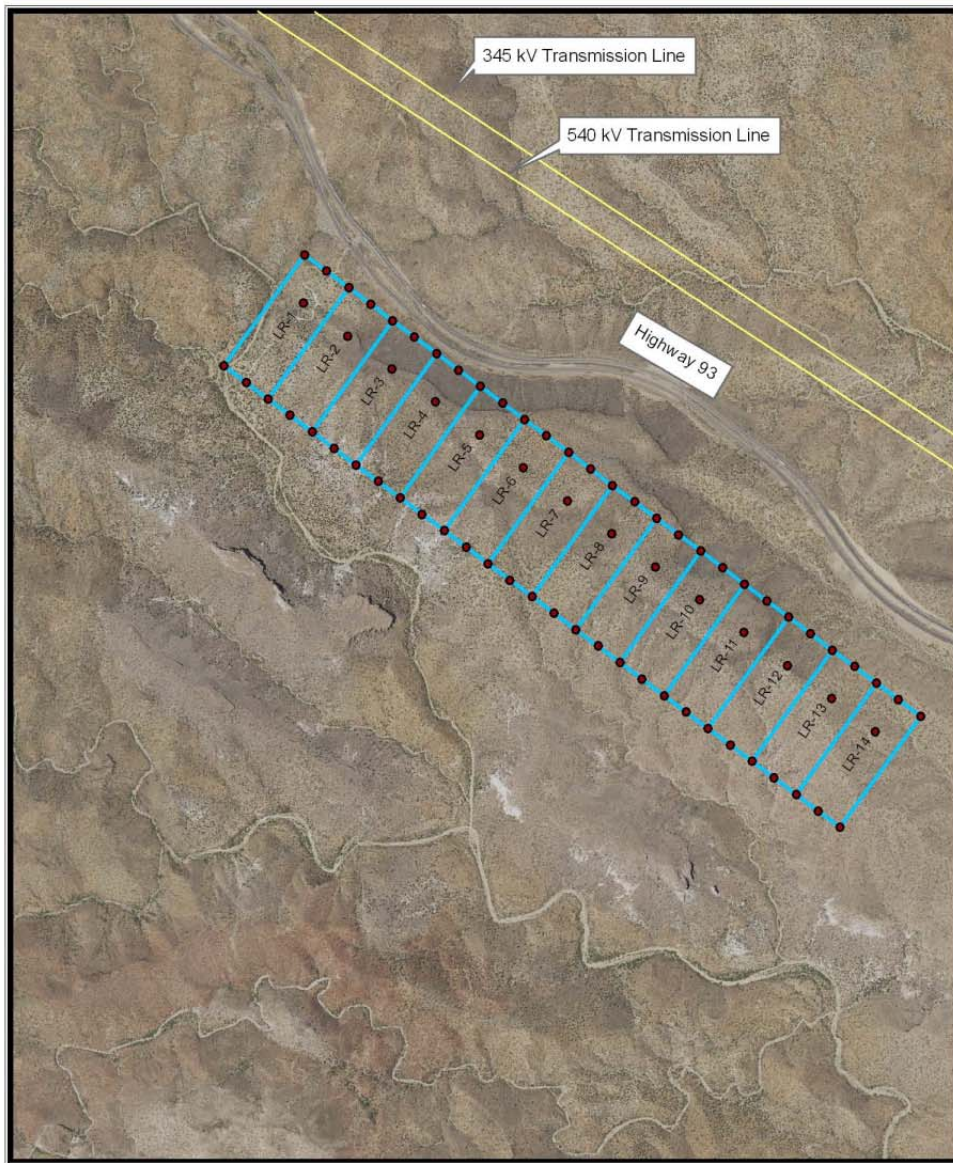 345 kV Transmission Line
540 kV Transmission Line
Highway 93
LR-1
LR-2
LR-3
LR-4
LR-5
LR-6
LR-7
LR-8
LR-9
LR-10
LR-11
LR-12
LR-13
LR-14